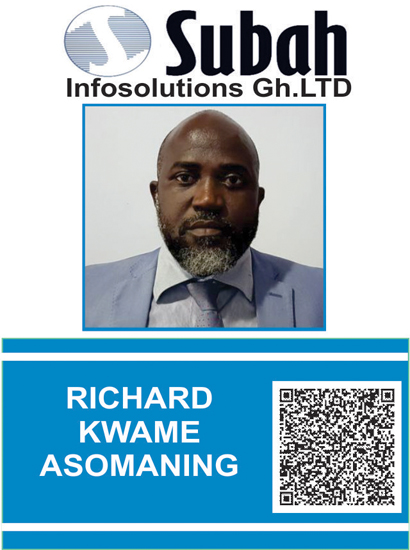 Subah
Infosolutions Gh.LTD
RICHARD
KWAME
ASOMANING